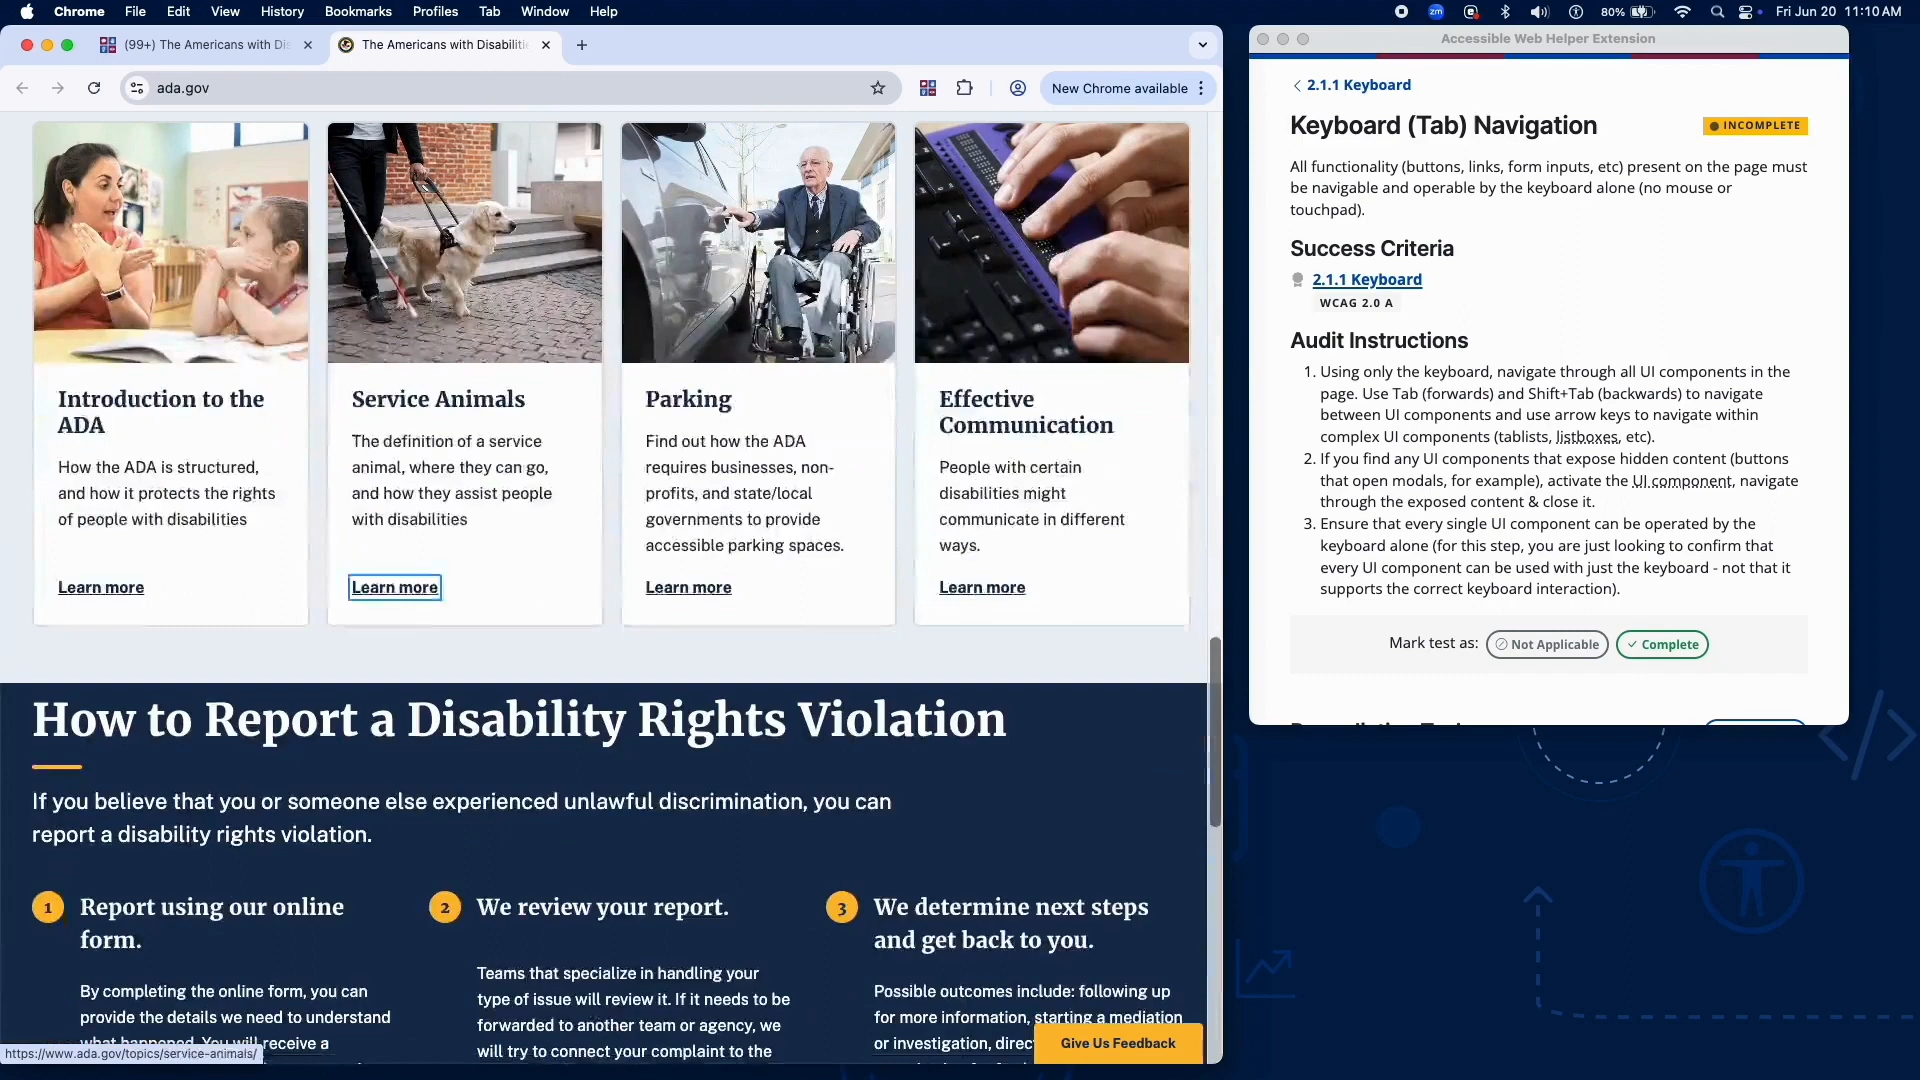 Chrome File Edit View History Bookmarks Profiles Tab Window Help
zm 80% Fri Jun 20 11:10 AM
(99+) The Americans with Di
The Americans with Disabiliti
ada.gov
New Chrome available
Introduction to the
ADA
How the ADA is structured,
and how it protects the rights
of people with disabilities
Learn more
Service Animals
The definition of a service
animal, where they can go,
and how they assist people
with disabilities
Learn more
Parking
Find out how the ADA
requires businesses, non-
profits, and state/local
governments to provide
accessible parking spaces.
Learn more
Effective
Communication
People with certain
disabilities might
communicate in different
ways.
Learn more
How to Report a Disability Rights Violation
If you believe that you or someone else experienced unlawful discrimination, you can
report a disability rights violation.
1 Report using our online
form.
By completing the online form, you can
provide the details we need to understand
what happened. You will receive a
2 We review your report.
Teams that specialize in handling your
type of issue will review it. If it needs to be
forwarded to another team or agency, we
will try to connect your complaint to the
3 We determine next steps
and get back to you.
Possible outcomes include: following up
for more information, starting a mediation
or investigation, direc
Give Us Feedback
https://www.ada.gov/topics/service-animals/
Accessible Web Helper Extension
2.1.1 Keyboard
Keyboard (Tab) Navigation
INCOMPLETE
All functionality (buttons, links, form inputs, etc) present on the page must
be navigable and operable by the keyboard alone (no mouse or
touchpad).
Success Criteria
2.1.1 Keyboard
WCAG 2.0 A
Audit Instructions
1. Using only the keyboard, navigate through all UI components in the
page. Use Tab (forwards) and Shift+Tab (backwards) to navigate
between UI components and use arrow keys to navigate within
complex UI components (tablists, listboxes, etc).
2. If you find any UI components that expose hidden content (buttons
that open modals, for example), activate the UI component, navigate
through the exposed content & close it.
3. Ensure that every single UI component can be operated by the
keyboard alone (for this step, you are just looking to confirm that
every UI component can be used with just the keyboard - not that it
supports the correct keyboard interaction).
Mark test as: Not Applicable Complete